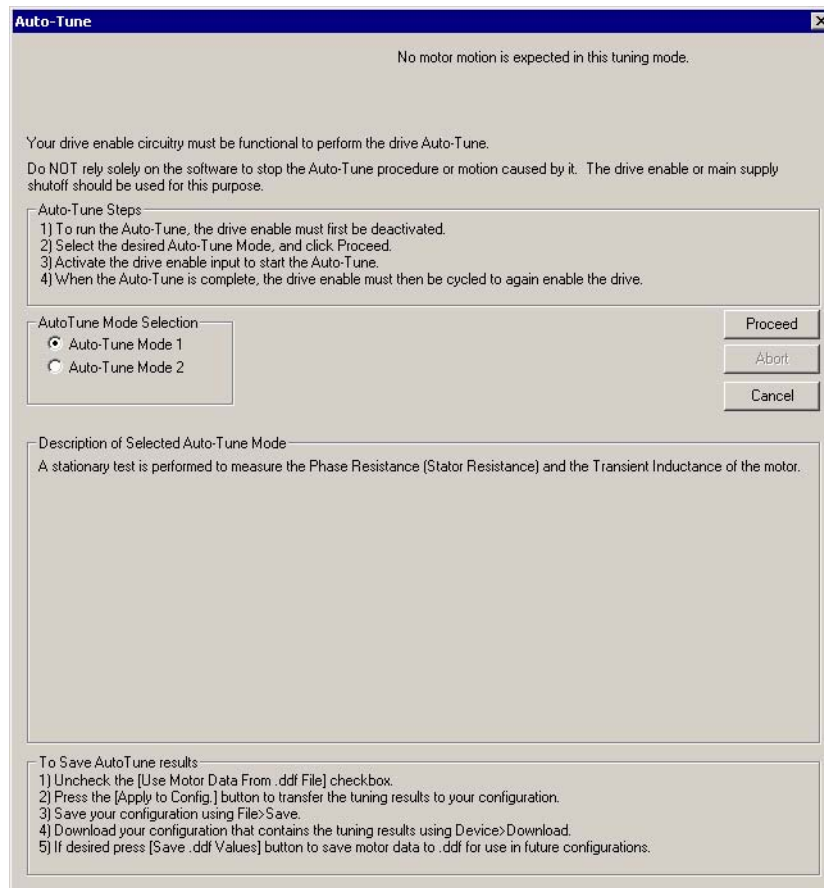 Auto-Tune
No motor motion is expected in this tuning mode.
Your drive enable circuitry must be functional to perform the drive Auto-Tune.
Do NOT rely solely on the software to stop the Auto-Tune procedure or motion caused by it. The drive enable or main supply
shutoff should be used for this purpose.
Auto-Tune Steps
1) To run the Auto-Tune, the drive enable must first be deactivated.
2) Select the desired Auto-Tune Mode, and click Proceed.
3) Activate the drive enable input to start the Auto-Tune.
4) When the Auto-Tune is complete, the drive enable must then be cycled to again enable the drive.
AutoTune Mode Selection
Auto-Tune Mode 1
Auto-Tune Mode 2
Proceed
Abort
Cancel
Description of Selected Auto-Tune Mode
A stationary test is performed to measure the Phase Resistance (Stator Resistance) and the Transient Inductance of the motor.
To Save AutoTune results
1) Uncheck the [Use Motor Data From .ddf File] checkbox.
2) Press the [Apply to Config.] button to transfer the tuning results to your configuration.
3) Save your configuration using File>Save.
4) Download your configuration that contains the tuning results using Device>Download.
5) If desired press [Save .ddf Values] button to save motor data to .ddf for use in future configurations.